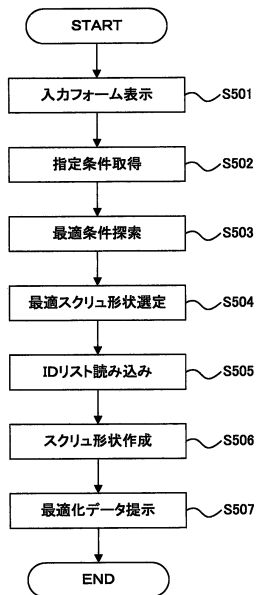 START
入力フォーム表示
S501
指定条件取得
S502
最適条件探索
S503
最適スクリュ形状選定
S504
IDリスト読み込み
S505
スクリュ形状作成
S506
最適化データ提示
S507
END